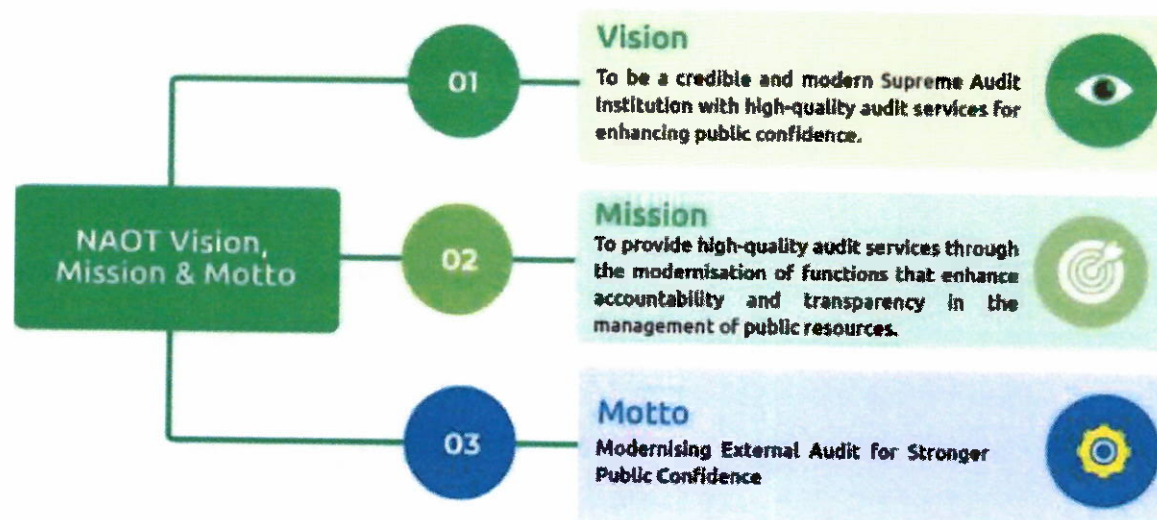 NAOT Vision,
Mission & Motto
01
Vision
To be a credible and modern Supreme Audit
Institution with high-quality audit services for
enhancing public confidence.
02
Mission
To provide high-quality audit services through
the modernisation of functions that enhance
accountability and transparency in the
management of public resources.
03
Motto
Modernising External Audit for Stronger
Public Confidence